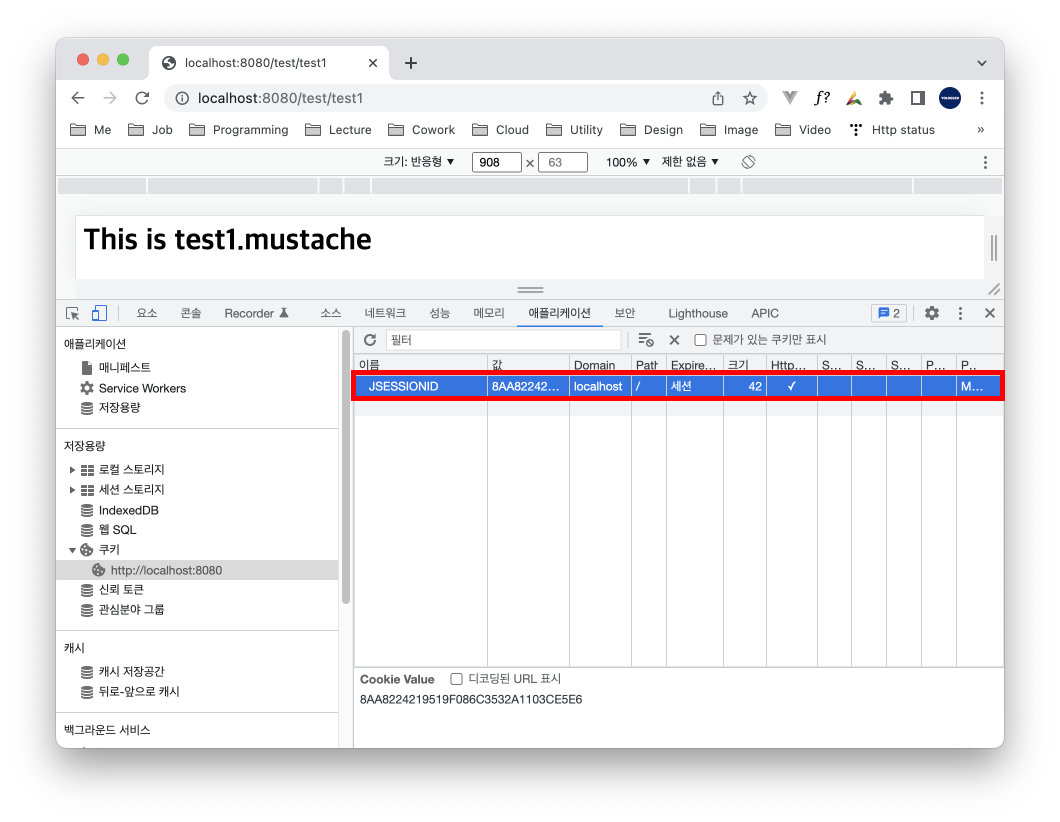 localhost:8080/test/test1
localhost:8080/test/test1
f?
Me Job Programming Lecture Cowork Cloud Utility Design Image Video Http status »
크기: 반응형 ▼ 908 × 63 100% ▼ 제한 없음 ▼
This is test1.mustache
요소 콘솔 Recorder 소스 네트워크 성능 메모리 애플리케이션 보안 Lighthouse APIC 2
애플리케이션
매니페스트
Service Workers
저장용량
저장용량
로컬 스토리지
세션 스토리지
IndexedDB
웹 SQL
쿠키
http://localhost:8080
신뢰 토큰
관심분야 그룹
캐시
캐시 저장공간
뒤로-앞으로 캐시
백그라운드 서비스
필터 문제가 있는 쿠키만 표시
이름 값 Domain Path Expire... 크기 Http... S... S... S... P... P...
JSESSIONID 8AA82242... localhost / 세션 42 ✓ M...
Cookie Value 디코딩된 URL 표시
8AA8224219519F086C3532A1103CE5E6